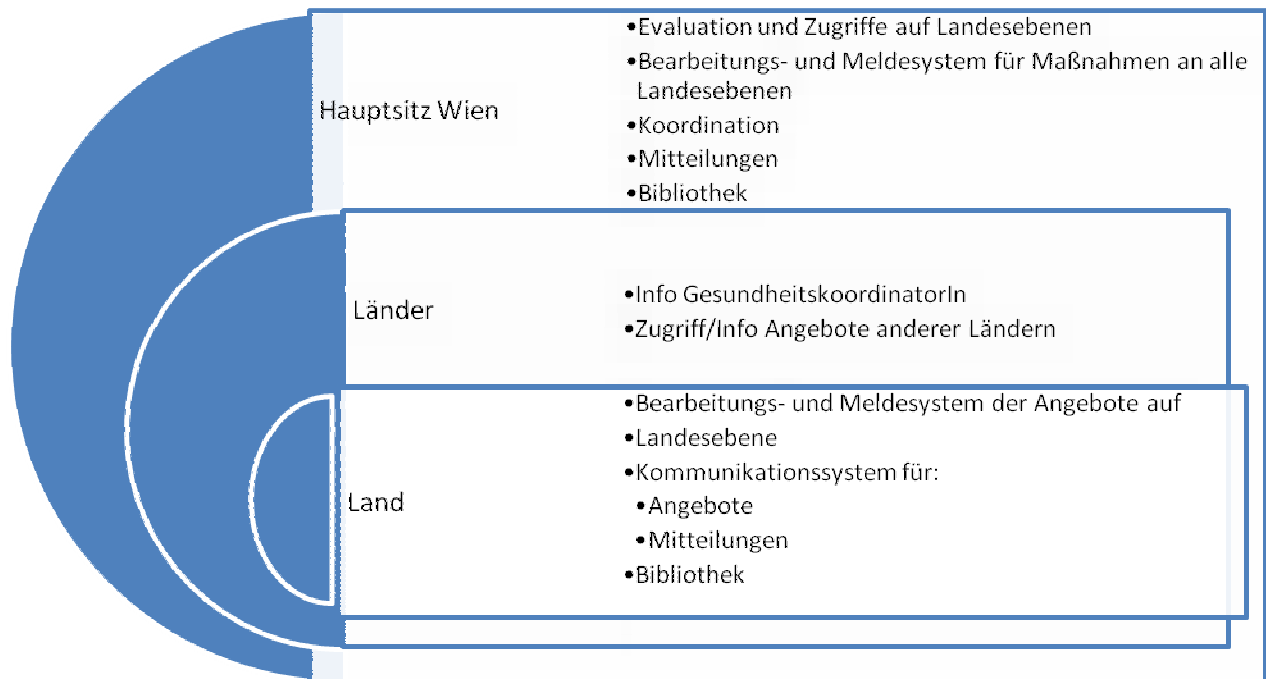 Hauptsitz Wien
•Evaluation und Zugriffe auf Landesebenen
•Bearbeitungs- und Meldesystem für Maßnahmen an alle
Landesebenen
•Koordination
•Mitteilungen
•Bibliothek
Länder
•Info GesundheitskoordinatorIn
•Zugriff/Info Angebote anderer Ländern
Land
•Bearbeitungs- und Meldesystem der Angebote auf
•Landesebene
•Kommunikationssystem für:
•Angebote
•Mitteilungen
•Bibliothek